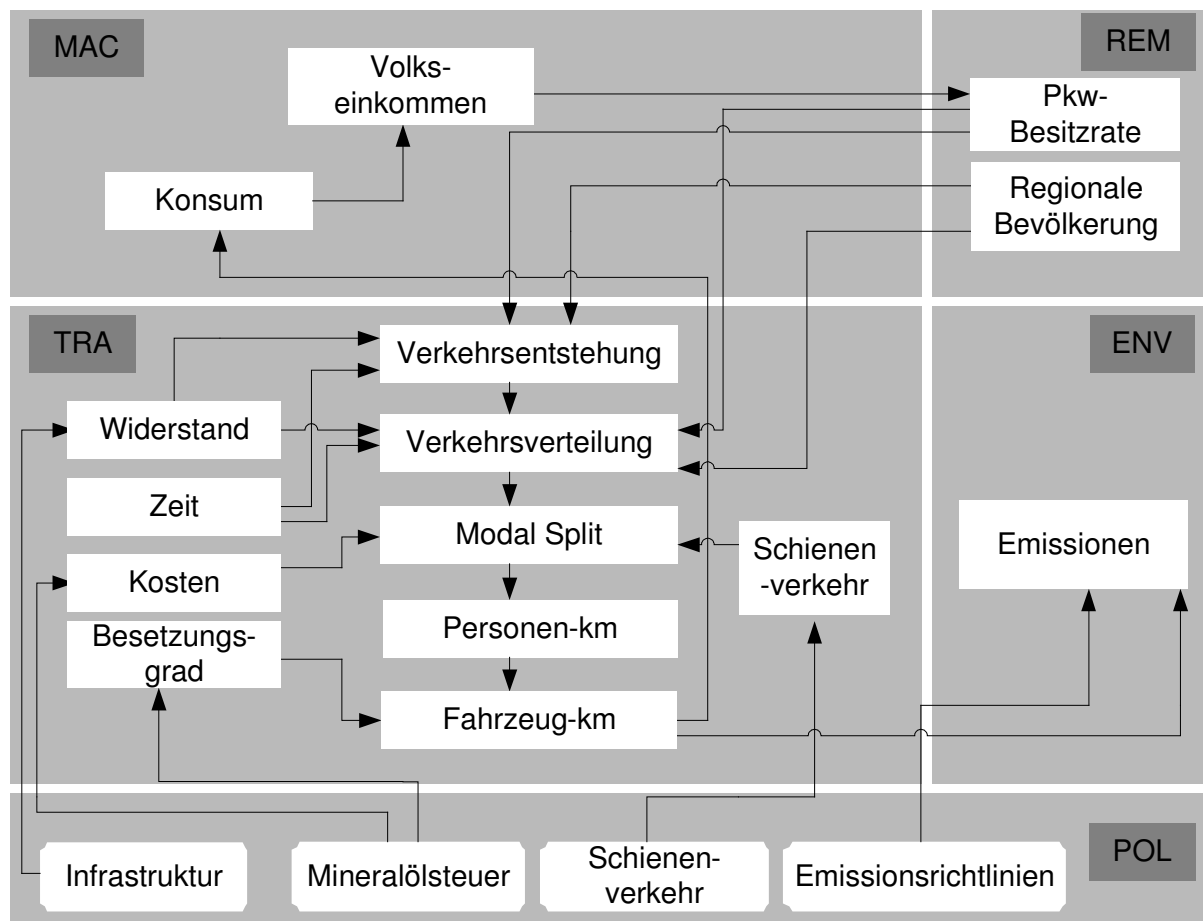 MAC
Volks-
einkommen
Konsum
REM
Pkw-
Besitzrate
Regionale
Bevölkerung
TRA
Verkehrsentstehung
Widerstand
Verkehrsverteilung
Zeit
Modal Split
Schienen
-verkehr
Kosten
Personen-km
Besetzungs-
grad
Fahrzeug-km
ENV
Emissionen
POL
Infrastruktur
Mineralölsteuer
Schienen-
verkehr
Emissionsrichtlinien